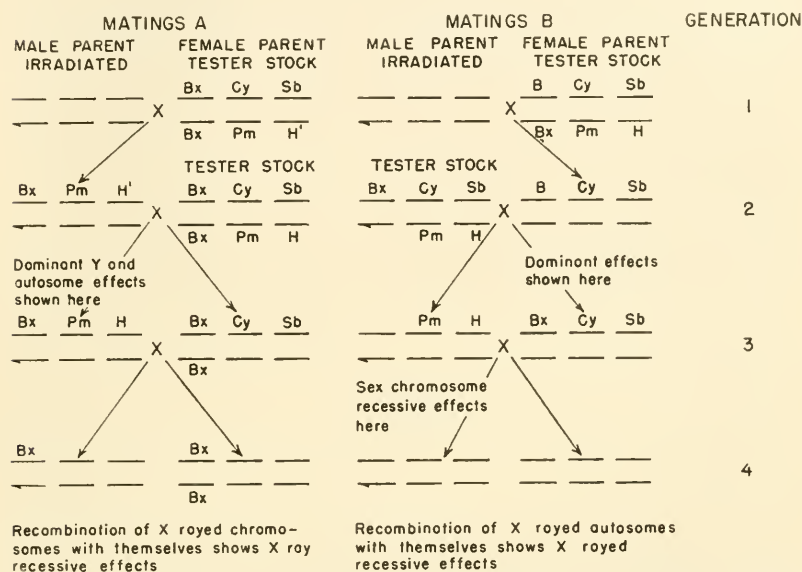 MATINGS A
MATINGS B
GENERATION
MALE PARENT IRRADIATED
FEMALE PARENT TESTER STOCK
MALE PARENT IRRADIATED
FEMALE PARENT TESTER STOCK
Bx Cy Sb
B Cy Sb
X
X
1
Bx Pm H'
Bx Pm H
TESTER STOCK
TESTER STOCK
Bx Pm H'
Bx Cy Sb
Bx Cy Sb
B Cy Sb
X
X
2
Bx Pm H
Pm H
Dominant Y and
autosome effects
shown here
Dominant effects
shown here
Bx Pm H
Bx Cy Sb
Pm H
Bx Cy Sb
X
X
3
Bx
Sex chromosome
recessive effects
here
Bx
Bx
4
Bx
Recombination of X royed chromo-
somes with themselves shows X ray
recessive effects
Recombination of X royed autosomes
with themselves shows X royed
recessive effects